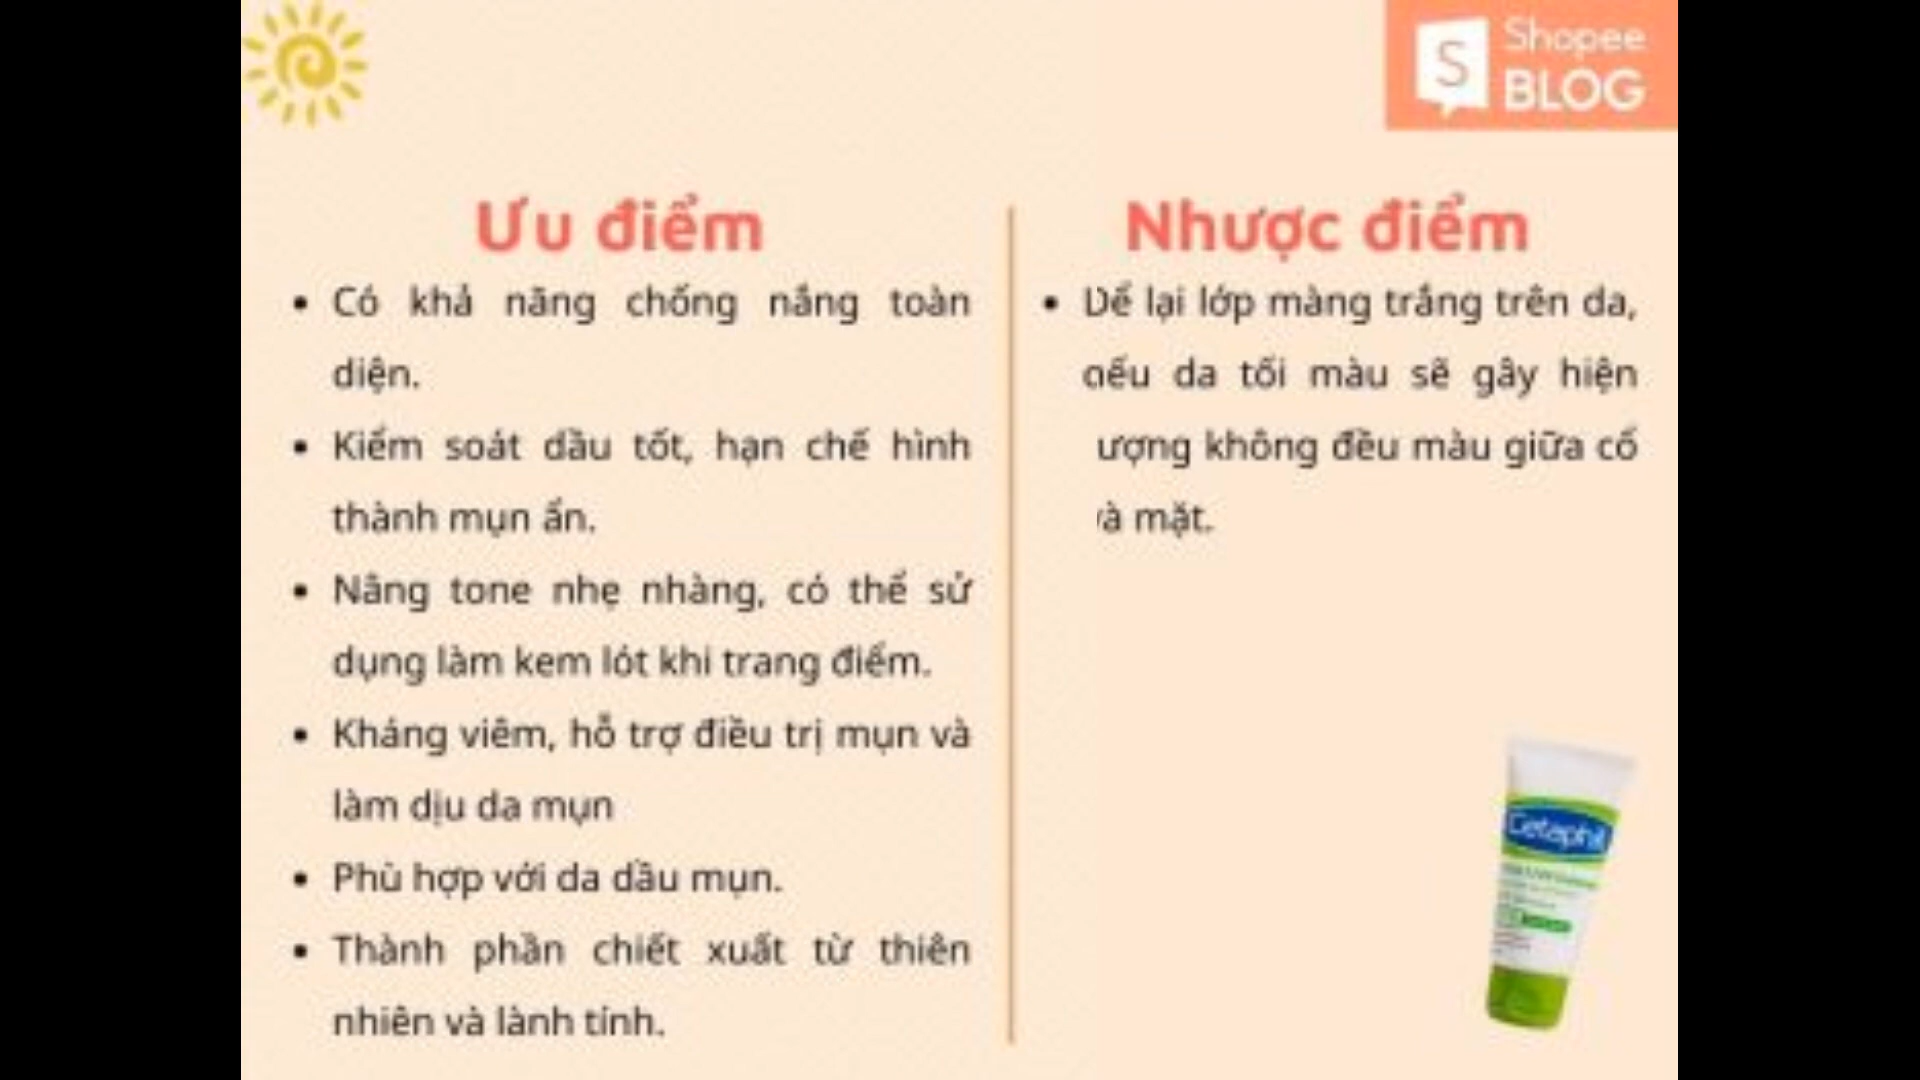 Shopee
BLOG
Ưu điểm
• Có khả năng chống nắng toàn
diện.
• Kiểm soát dầu tốt, hạn chế hình
thành mụn ẩn.
• Nâng tone nhẹ nhàng, có thể sử
dụng làm kem lót khi trang điểm.
• Kháng viêm, hỗ trợ điều trị mụn và
làm dịu da mụn
• Phù hợp với da dầu mụn.
• Thành phần chiết xuất từ thiên
nhiên và lành tính.
Nhược điểm
• Để lại lớp màng trắng trên da,
nếu da tối màu sẽ gây hiện
ượng không đều màu giữa cổ
và mặt.
Cetaphil